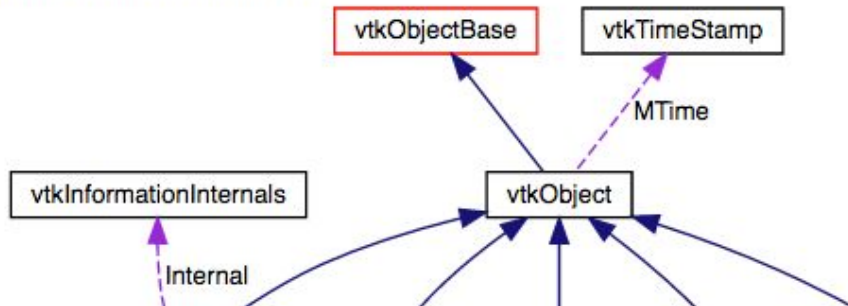 vtkObjectBase
vtkTimeStamp
MTime
vtkInformationInternals
vtkObject
Internal